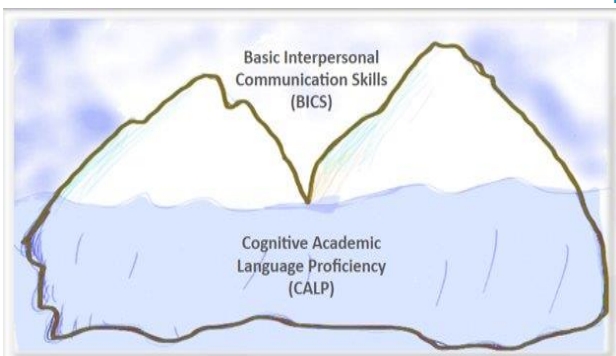 Basic Interpersonal
Communication Skills
(BICS)
Cognitive Academic
Language Proficiency
(CALP)